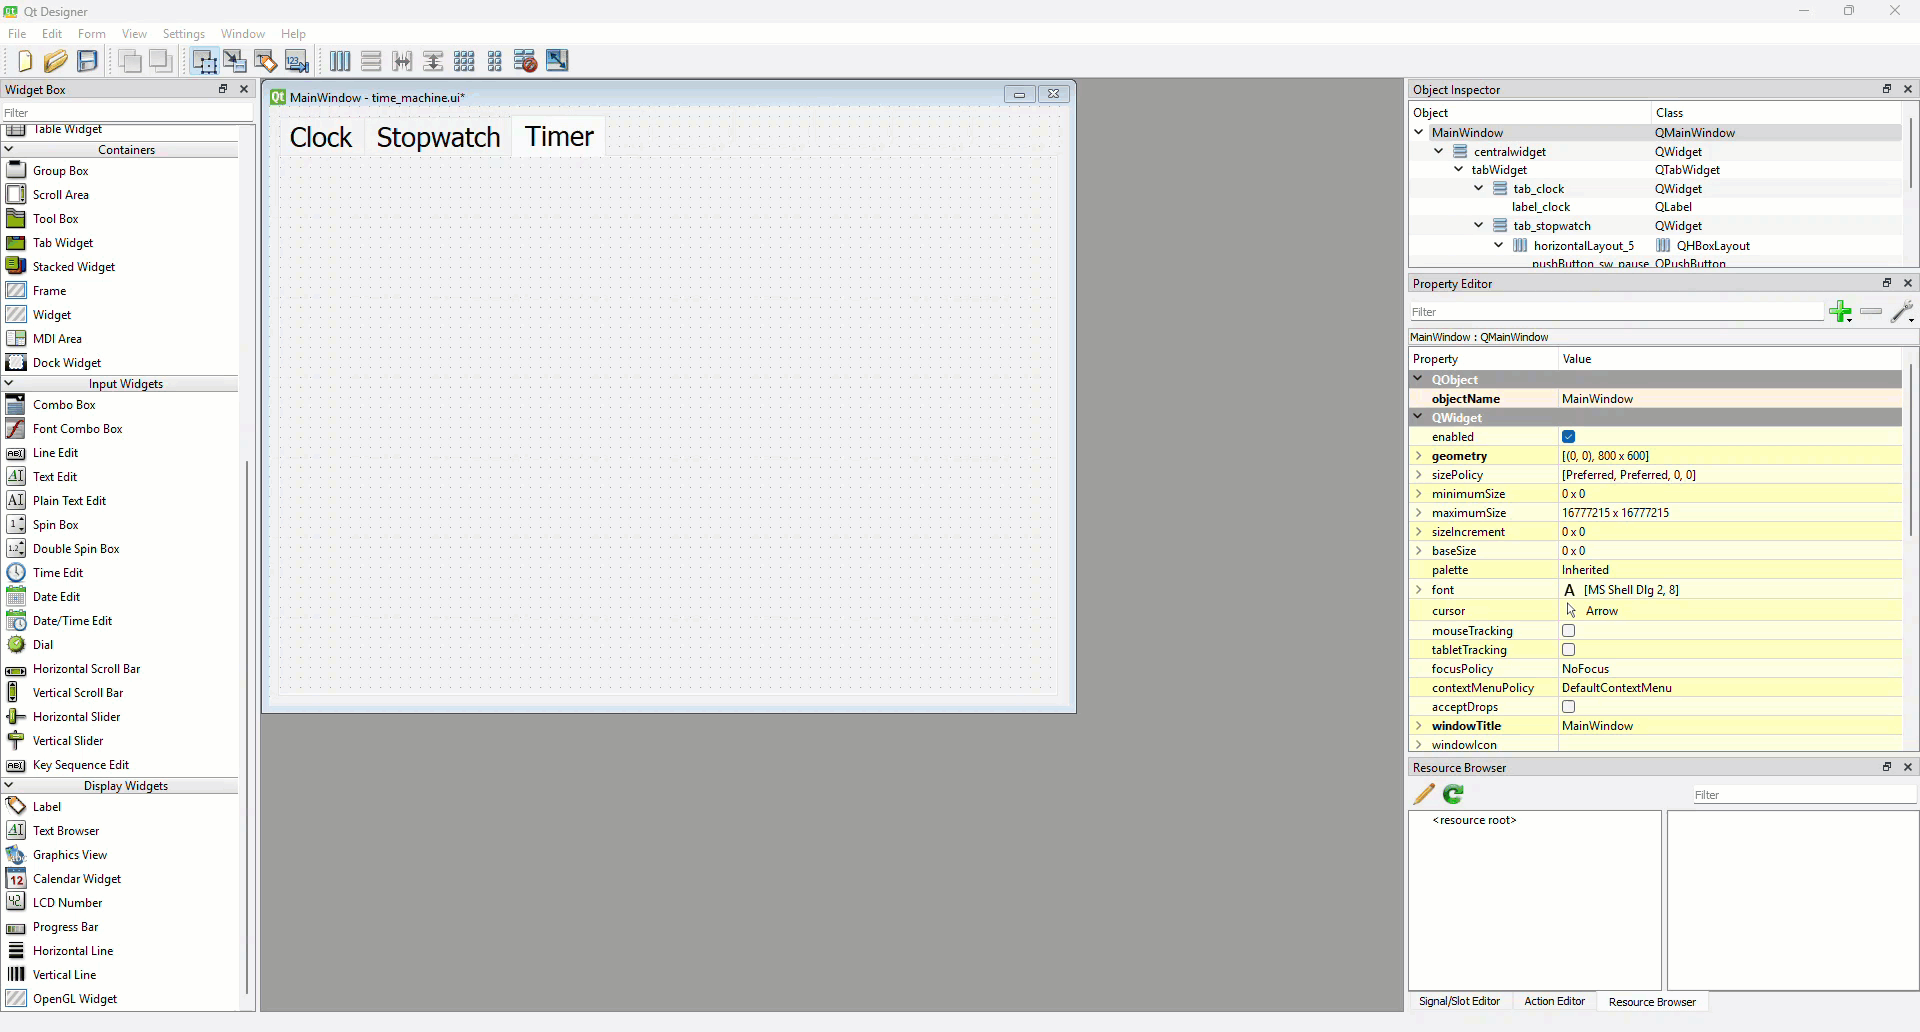 Qt Designer
File Edit Form View Settings Window Help
Widget Box
Filter
Table Widget
Containers
Group Box
Scroll Area
Tool Box
Tab Widget
Stacked Widget
Frame
Widget
MDI Area
Dock Widget
Input Widgets
Combo Box
Font Combo Box
Line Edit
Text Edit
Plain Text Edit
Spin Box
Double Spin Box
Time Edit
Date Edit
Date/Time Edit
Dial
Horizontal Scroll Bar
Vertical Scroll Bar
Horizontal Slider
Vertical Slider
Key Sequence Edit
Display Widgets
Label
Text Browser
Graphics View
Calendar Widget
LCD Number
Progress Bar
Horizontal Line
Vertical Line
OpenGL Widget
MainWindow - time_machine.ui*
Clock Stopwatch Timer
Object Inspector
Object Class
MainWindow QMainWindow
centralwidget QWidget
tabWidget QTabWidget
tab_clock QWidget
label_clock QLabel
tab_stopwatch QWidget
horizontalLayout_5 QHBoxLayout
pushButton_sw_pause QPushButton
Property Editor
Filter
MainWindow : QMainWindow
Property Value
QObject
objectName MainWindow
QWidget
enabled
geometry [(0, 0), 800 x 600]
sizePolicy [Preferred, Preferred, 0, 0]
minimumSize 0 x 0
maximumSize 16777215 x 16777215
sizeIncrement 0 x 0
baseSize 0 x 0
palette Inherited
font A [MS Shell Dlg 2, 8]
cursor Arrow
mouseTracking
tabletTracking
focusPolicy NoFocus
contextMenuPolicy DefaultContextMenu
acceptDrops
windowTitle MainWindow
windowIcon
Resource Browser
Filter
<resource root>
Signal/Slot Editor Action Editor Resource Browser